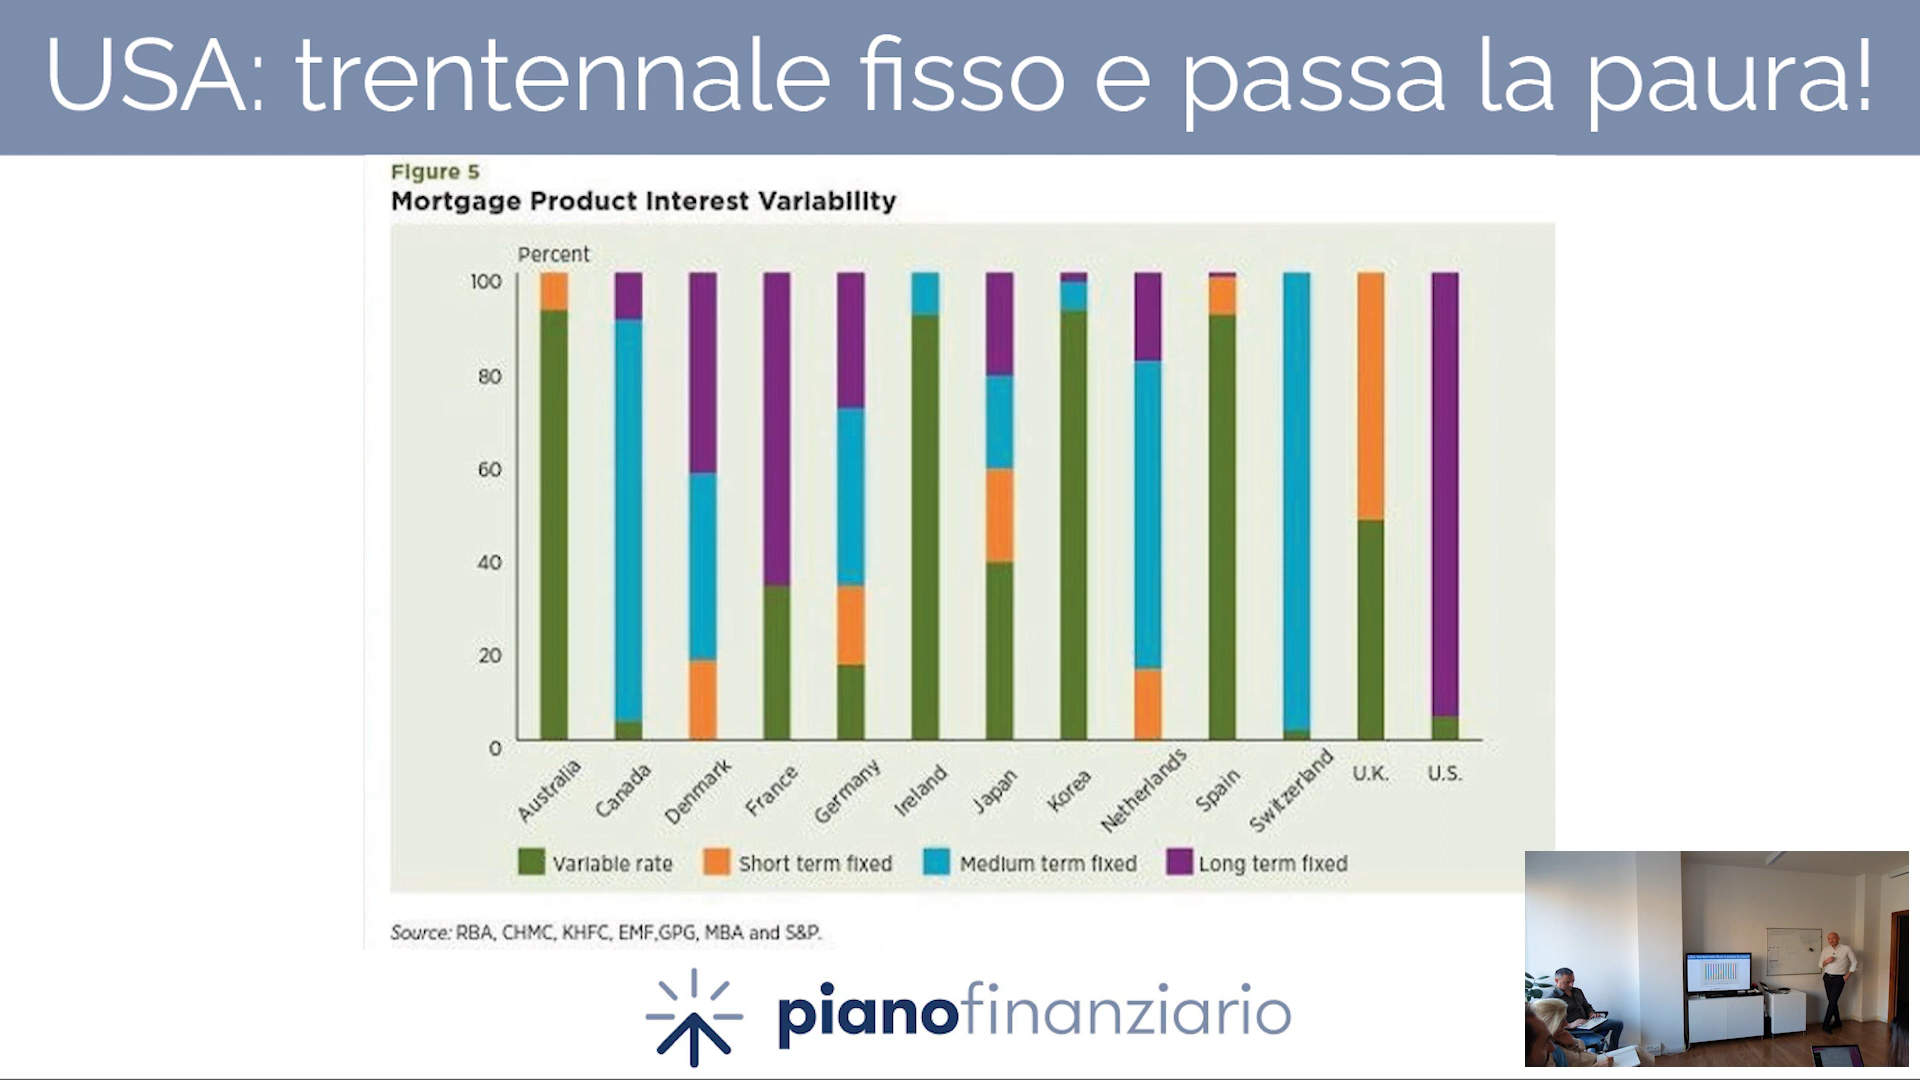 USA: trentennale fisso e passa la paura!
Figure 5
Mortgage Product Interest Variability
Percent
100
80
60
40
20
0
Australia
Canada
Denmark
France
Germany
Ireland
Japan
Korea
Netherlands
Spain
Switzerland
U.K.
U.S.
Variable rate Short term fixed Medium term fixed Long term fixed
Source: RBA, CHMC, KHFC, EMF,GPG, MBA and S&P.
pianofinanziario